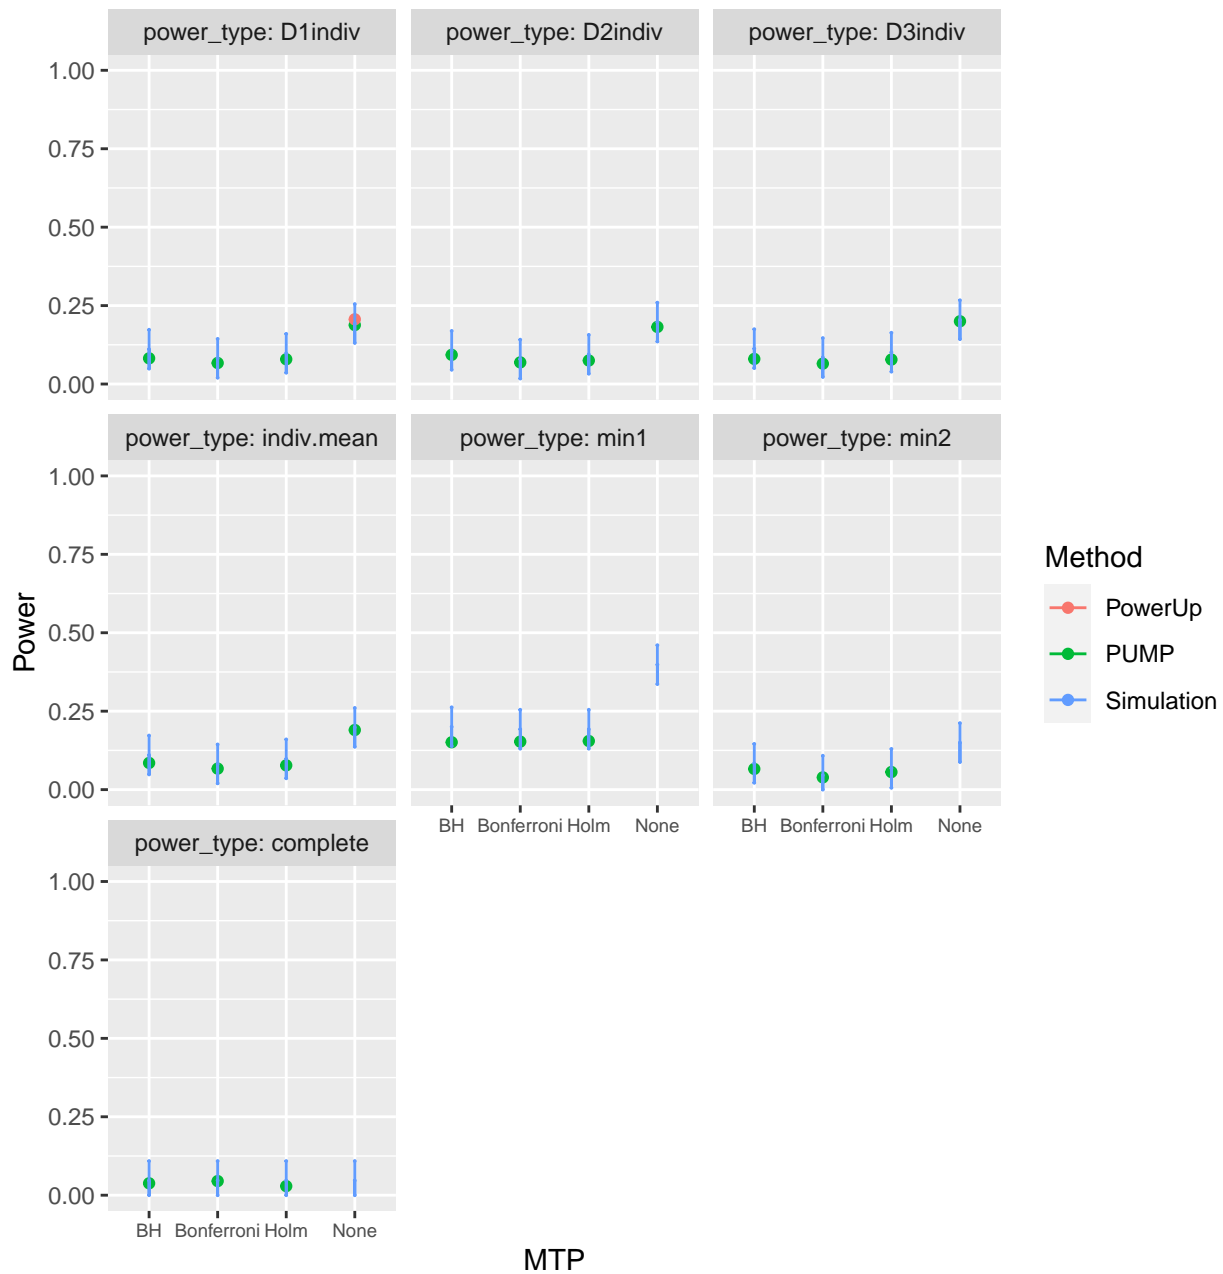 power_type: D1indiv power_type: D2indiv power_type: D3indiv
1.00
0.75
0.50
0.25
0.00
power_type: indiv.mean power_type: min1 power_type: min2
1.00
0.75
0.50
0.25
0.00
BH Bonferroni Holm None BH Bonferroni Holm None
power_type: complete
1.00
0.75
0.50
0.25
0.00
BH Bonferroni Holm None
MTP
Power
Method
PowerUp
PUMP
Simulation